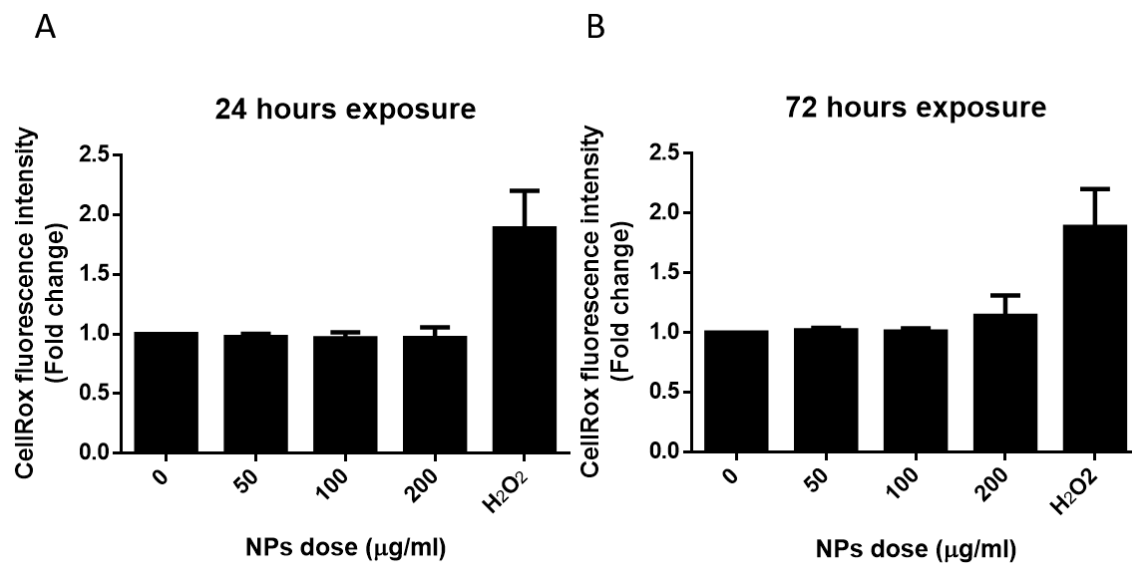 A
24 hours exposure
CellRox fluorescence intensity
(Fold change)
2.5
2.0
1.5
1.0
0.5
0.0
0
50
100
200
H₂O₂
NPs dose (μg/ml)
B
72 hours exposure
CellRox fluorescence intensity
(Fold change)
2.5
2.0
1.5
1.0
0.5
0.0
0
50
100
200
H₂O2
NPs dose (μg/ml)